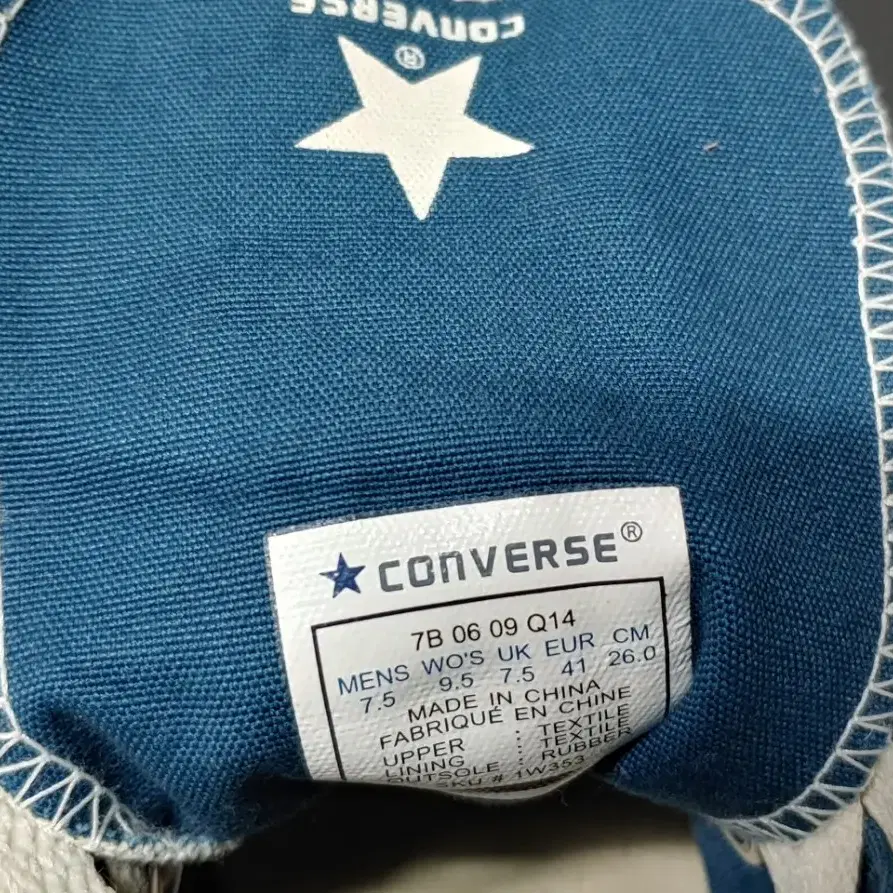 CONVERSE
®
CONVERSE®
7B 06 09 Q14
MENS WO'S UK EUR CM
7.5 9.5 7.5 41 26.0
MADE IN CHINA
FABRIQUÉ EN CHINE
UPPER : TEXTILE
LINING : TEXTILE
OUTSOLE : RUBBER
SKU # 1W353